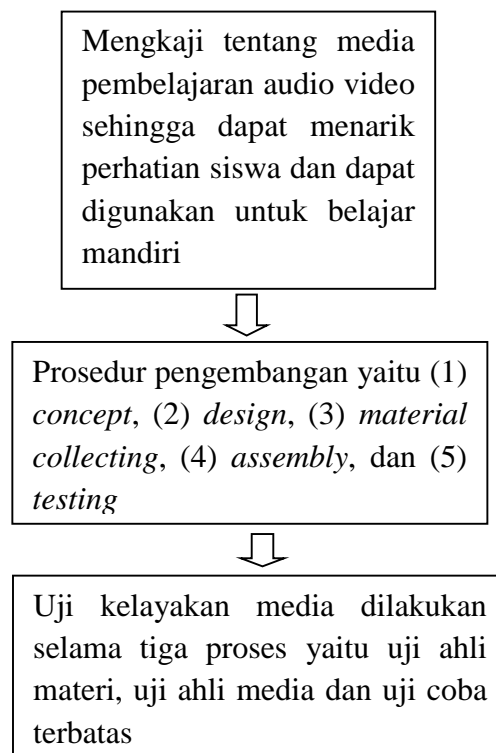 Mengkaji tentang media
pembelajaran audio video
sehingga dapat menarik
perhatian siswa dan dapat
digunakan untuk belajar
mandiri
Prosedur pengembangan yaitu (1)
concept, (2) design, (3) material
collecting, (4) assembly, dan (5)
testing
Uji kelayakan media dilakukan
selama tiga proses yaitu uji ahli
materi, uji ahli media dan uji coba
terbatas